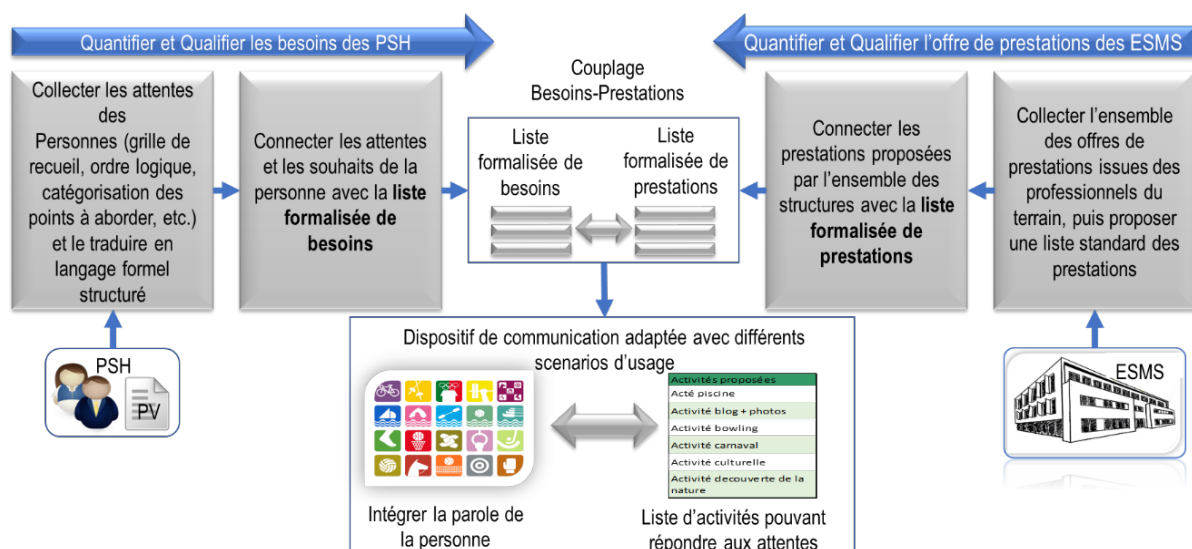 Quantifier et Qualifier les besoins des PSH
Quantifier et Qualifier l'offre de prestations des ESMS
Collecter les attentes
des
Personnes (grille de
recueil, ordre logique,
catégorisation des
points à aborder, etc.)
et le traduire en
langage formel
structuré
Connecter les attentes
et les souhaits de la
personne avec la liste
formalisée de
besoins
Couplage
Besoins-Prestations
Liste
formalisée de
besoins
Liste
formalisée de
prestations
Connecter les
prestations proposées
par l'ensemble des
structures avec la liste
formalisée de
prestations
Collecter l'ensemble
des offres de
prestations issues des
professionnels du
terrain, puis proposer
une liste standard des
prestations
PSH
PV
Dispositif de communication adaptée avec différents
scenarios d'usage
Activités proposées
Acté piscine
Activité blog + photos
Activité bowling
Activité carnaval
Activité culturelle
Activité decouverte de la
nature
Intégrer la parole de
la personne
Liste d'activités pouvant
répondre aux attentes
ESMS